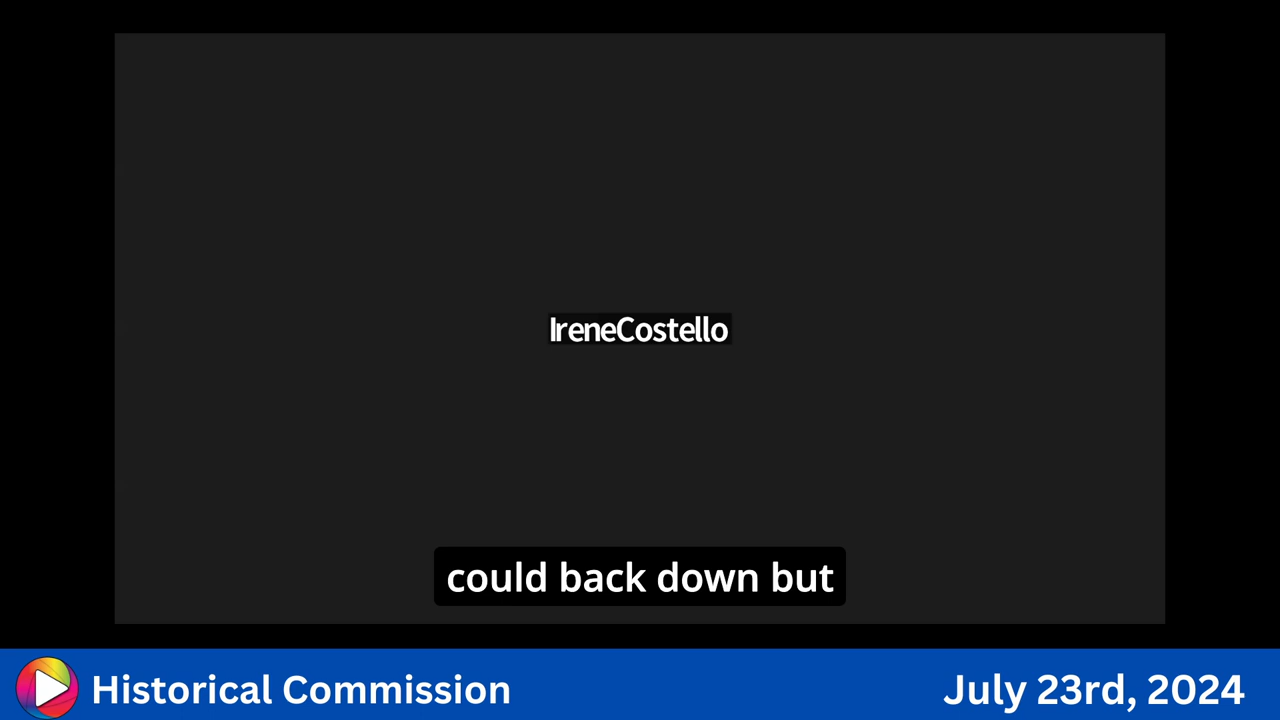 IreneCostello
could back down but
Historical Commission
July 23rd, 2024